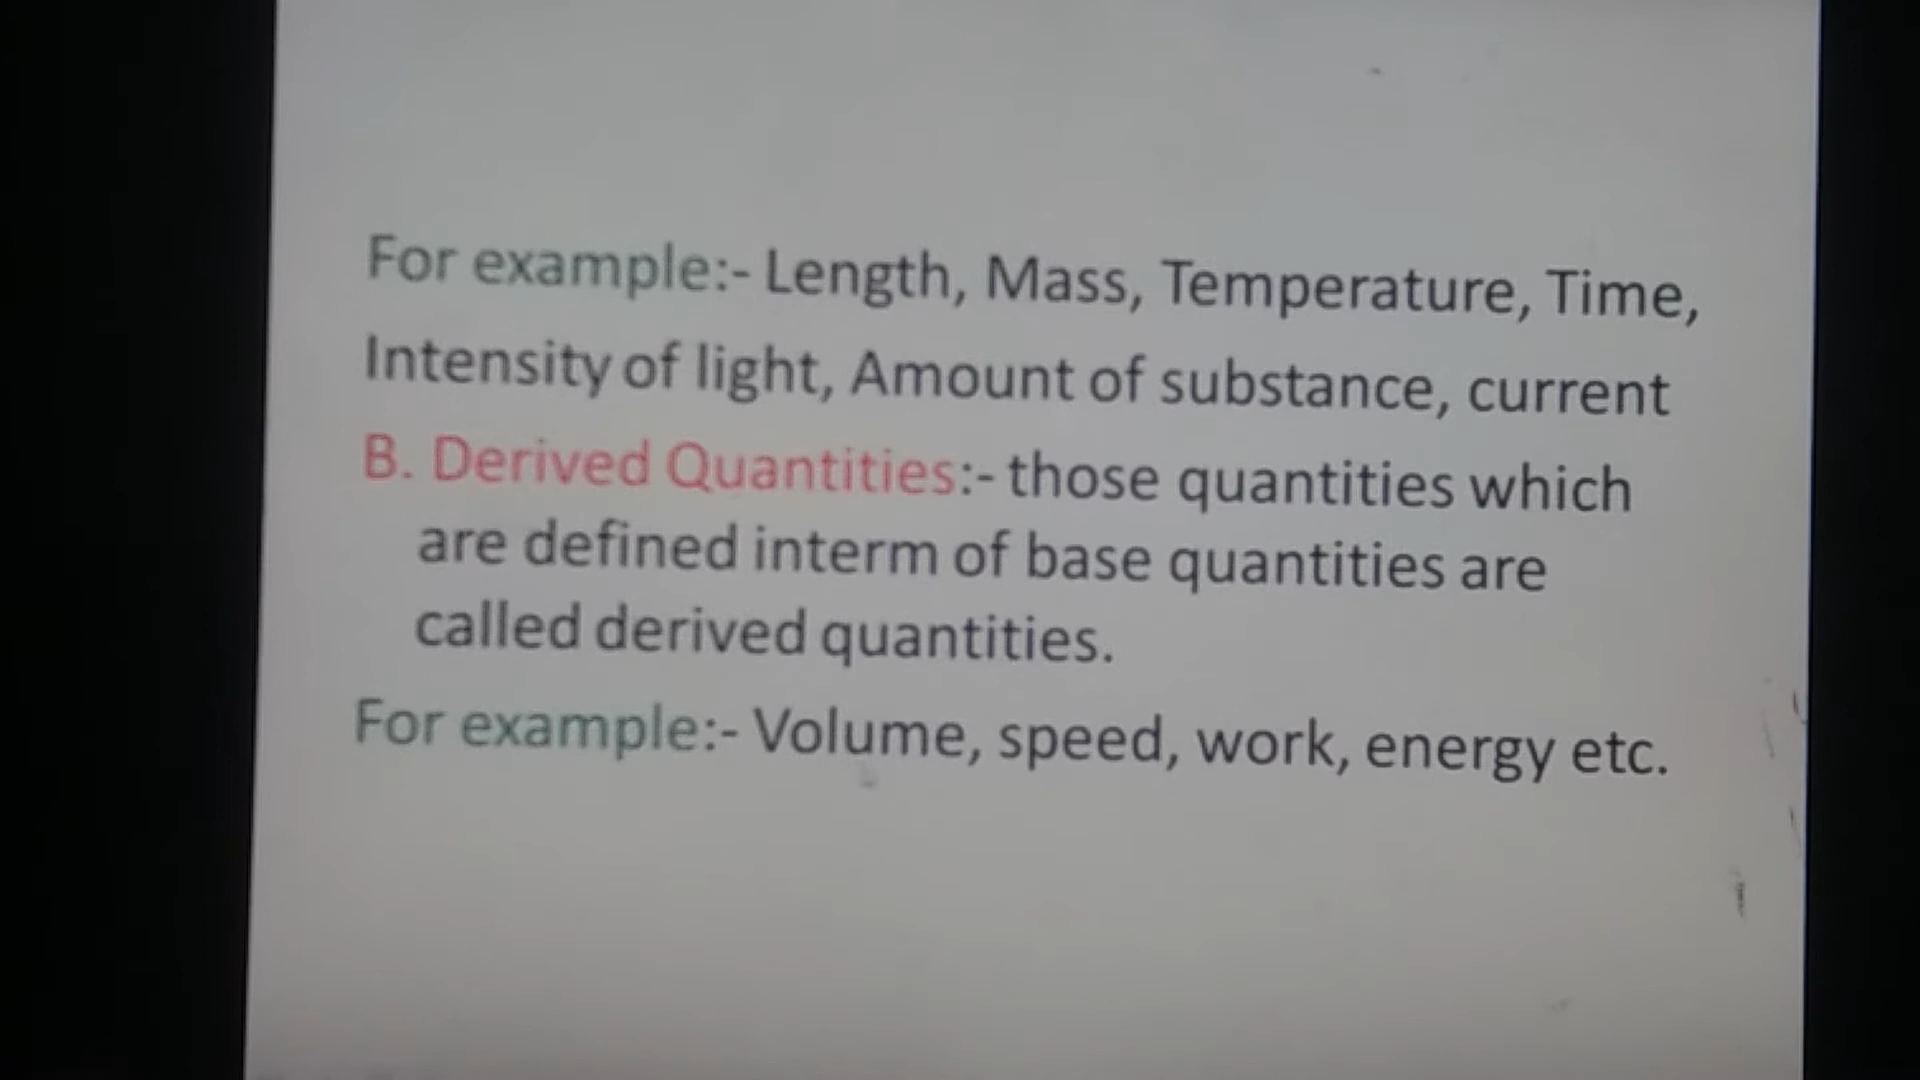 For example:- Length, Mass, Temperature, Time,
Intensity of light, Amount of substance, current
B. Derived Quantities:- those quantities which
are defined interm of base quantities are
called derived quantities.
For example:- Volume, speed, work, energy etc.